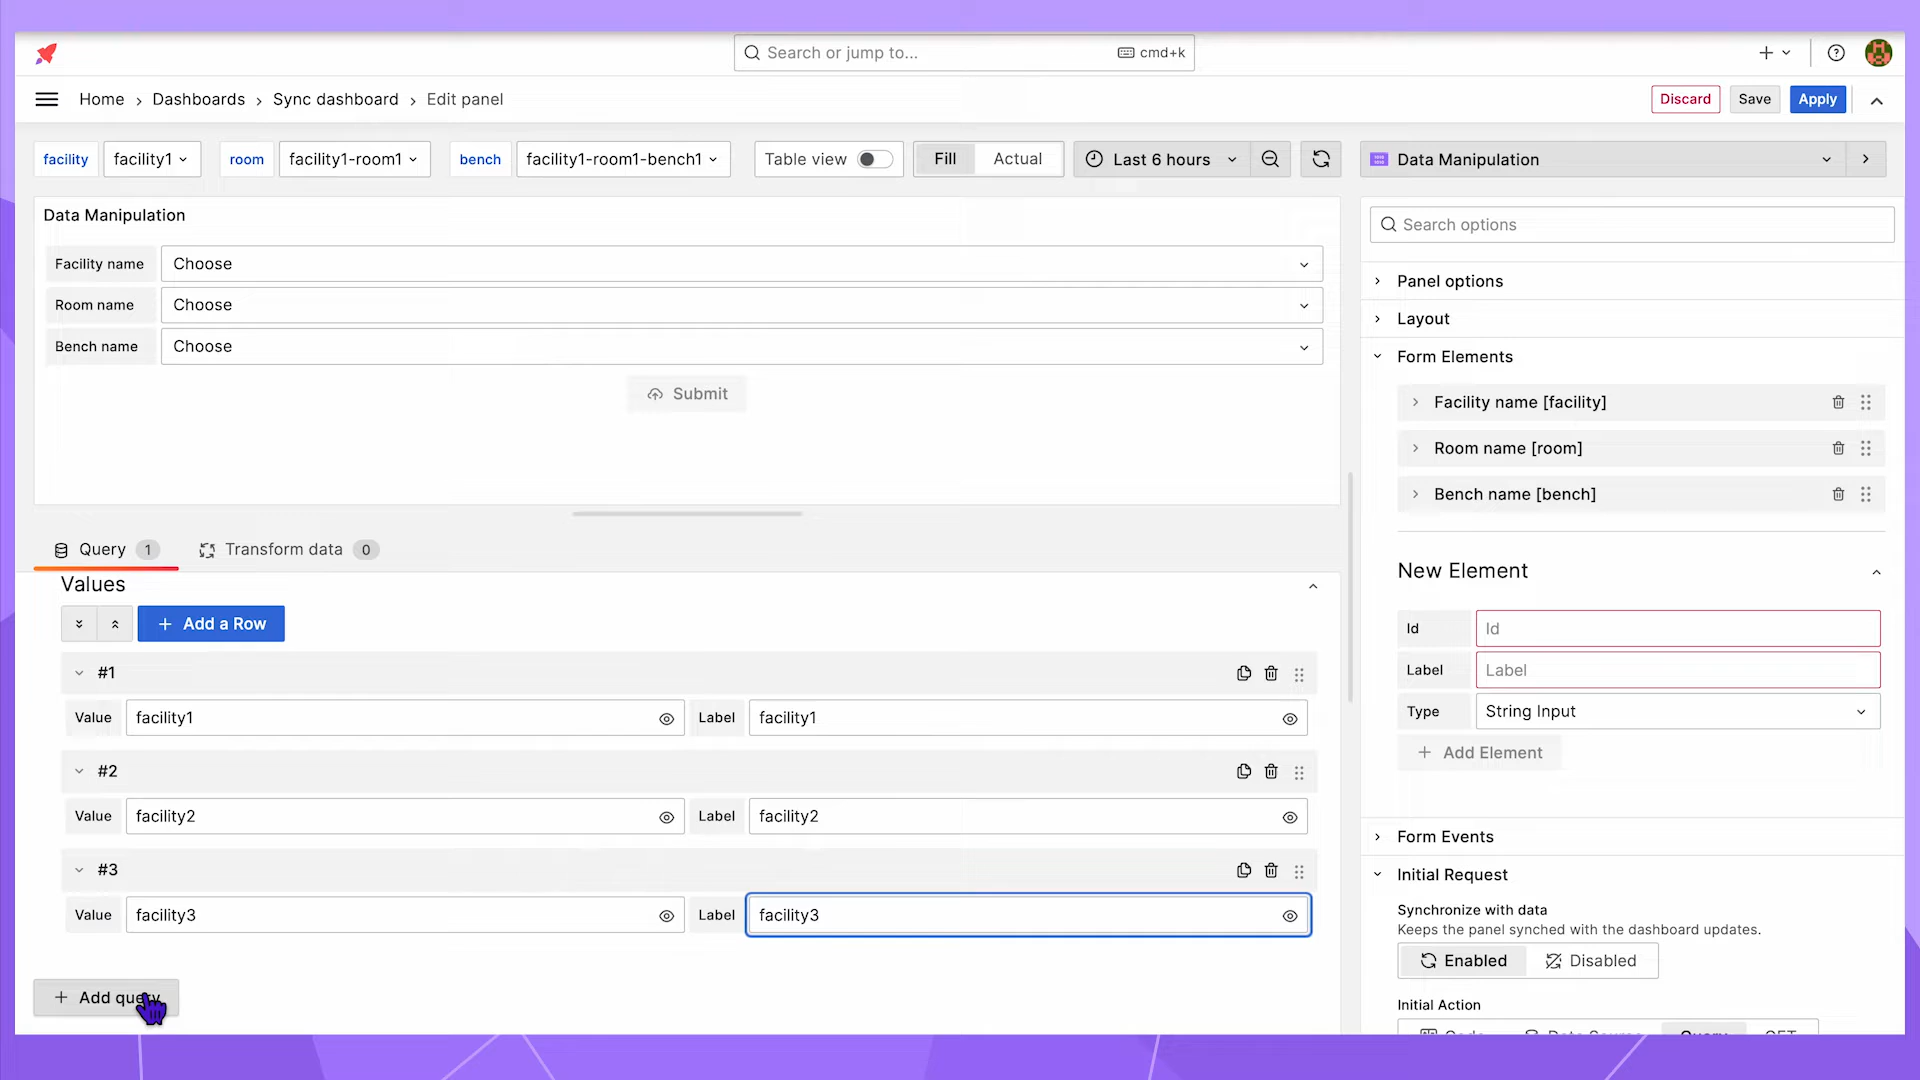 Search or jump to...
cmd+k
Home › Dashboards › Sync dashboard › Edit panel
Discard
Save
Apply
facility
facility1
room
facility1-room1
bench
facility1-room1-bench1
Table view
Fill
Actual
Last 6 hours
Data Manipulation
Data Manipulation
Facility name
Choose
Room name
Choose
Bench name
Choose
Submit
Search options
Panel options
Layout
Form Elements
Facility name [facility]
Room name [room]
Bench name [bench]
New Element
Id
Id
Label
Label
Type
String Input
+ Add Element
Form Events
Initial Request
Synchronize with data
Keeps the panel synched with the dashboard updates.
Enabled
Disabled
Initial Action
Query 1
Transform data 0
Values
+ Add a Row
#1
Value
facility1
Label
facility1
#2
Value
facility2
Label
facility2
#3
Value
facility3
Label
facility3
+ Add query